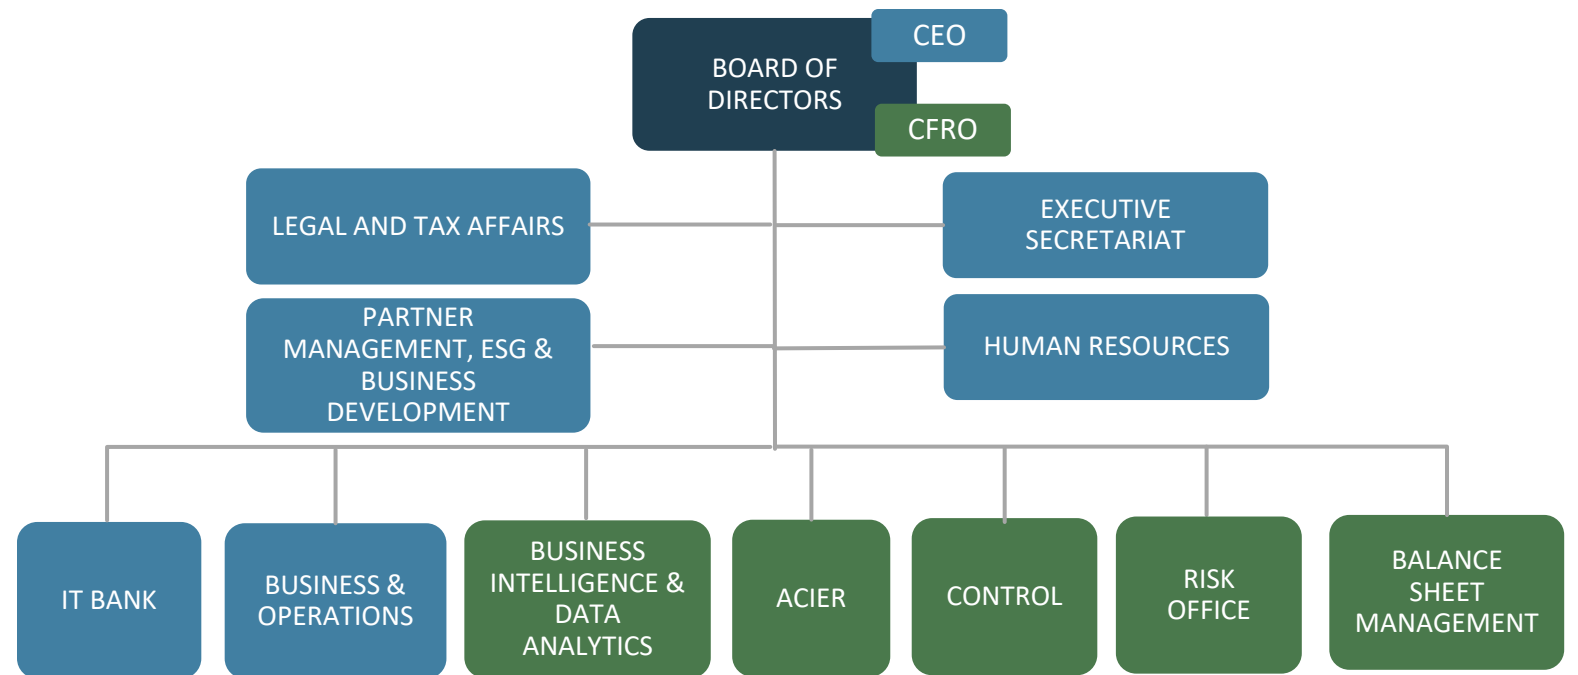 CEO
BOARD OF
DIRECTORS
CFRO
LEGAL AND TAX AFFAIRS
EXECUTIVE
SECRETARIAT
PARTNER
MANAGEMENT, ESG &
BUSINESS
DEVELOPMENT
HUMAN RESOURCES
IT BANK
BUSINESS &
OPERATIONS
BUSINESS
INTELLIGENCE &
DATA
ANALYTICS
ACIER
CONTROL
RISK
OFFICE
BALANCE
SHEET
MANAGEMENT